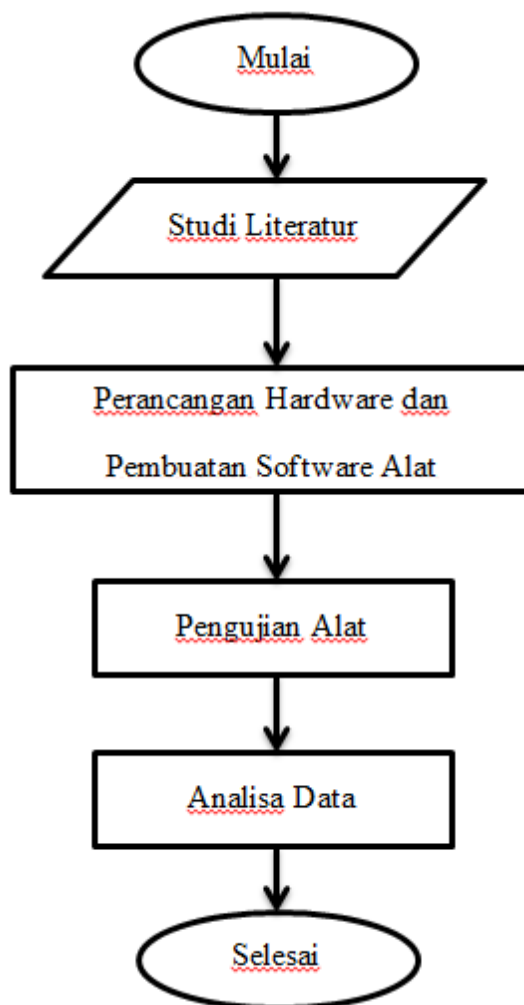 Mulai
Studi Literatur
Perancangan Hardware dan
Pembuatan Software Alat
Pengujian Alat
Analisa Data
Selesai